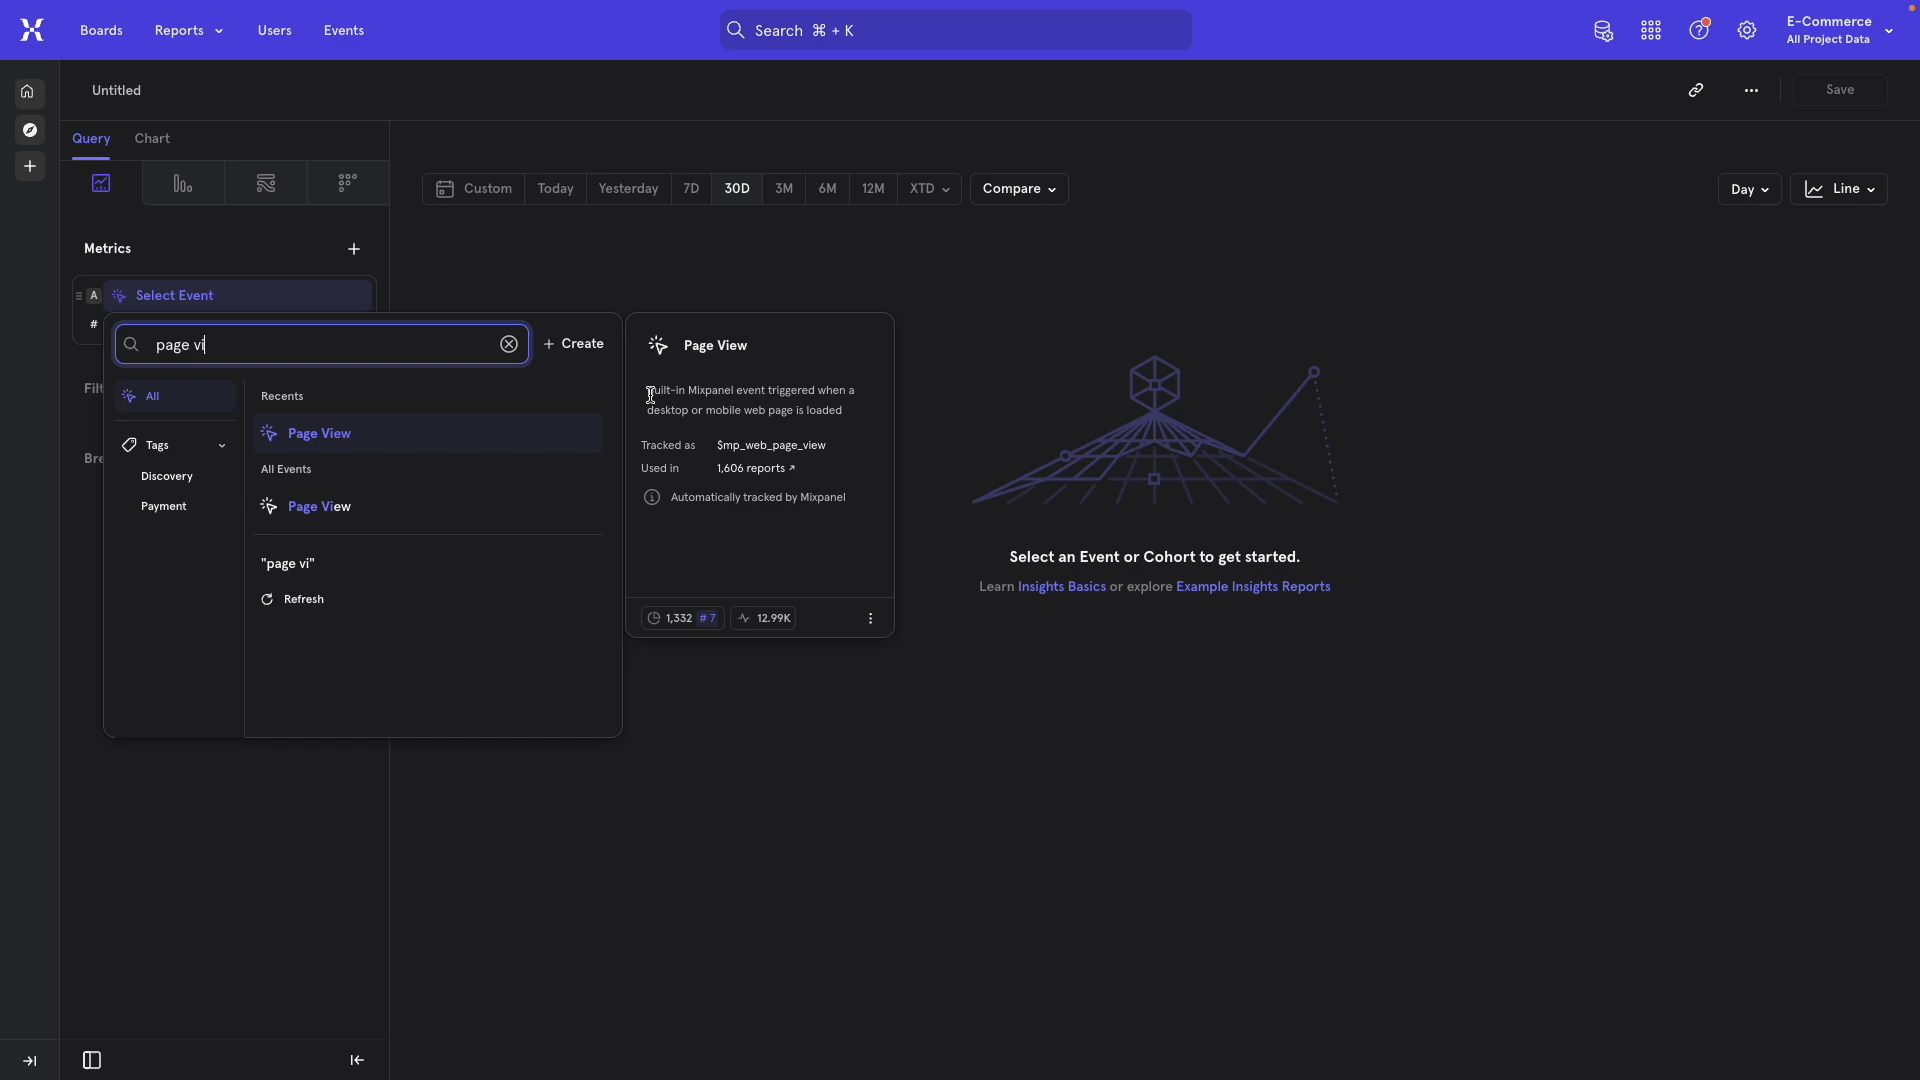 Boards
Reports
Users
Events
Search ⌘ + K
E-Commerce
All Project Data
Untitled
Save
Query
Chart
Custom
Today
Yesterday
7D
30D
3M
6M
12M
XTD
Compare
Day
Line
Metrics
A
Select Event
#
page vi
+ Create
Page View
All
Recents
Built-in Mixpanel event triggered when a
desktop or mobile web page is loaded
Page View
Tags
All Events
Tracked as
$mp_web_page_view
Used in
1,606 reports ↗
Discovery
Payment
Page View
Automatically tracked by Mixpanel
"page vi"
Refresh
1,332
#7
12.99K
Select an Event or Cohort to get started.
Learn Insights Basics or explore Example Insights Reports